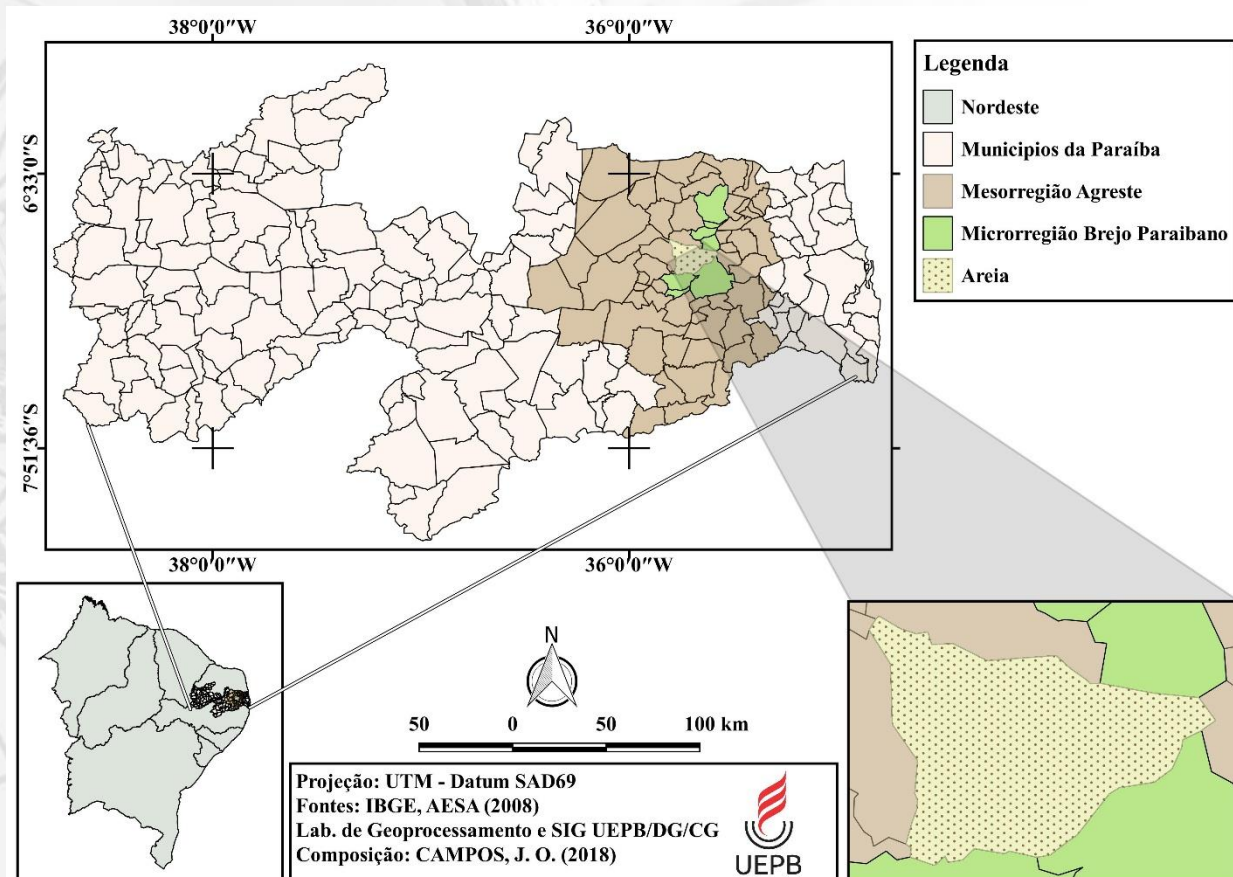 38°0'0"W
36°0'0"W
6°33'0"S
7°51'36"S
38°0'0"W
36°0'0"W
Legenda
Nordeste
Municipios da Paraíba
Mesorregião Agreste
Microrregião Brejo Paraibano
Areia
N
50 0 50 100 km
Projeção: UTM - Datum SAD69
Fontes: IBGE, AESA (2008)
Lab. de Geoprocessamento e SIG UEPB/DG/CG
Composição: CAMPOS, J. O. (2018)
UEPB